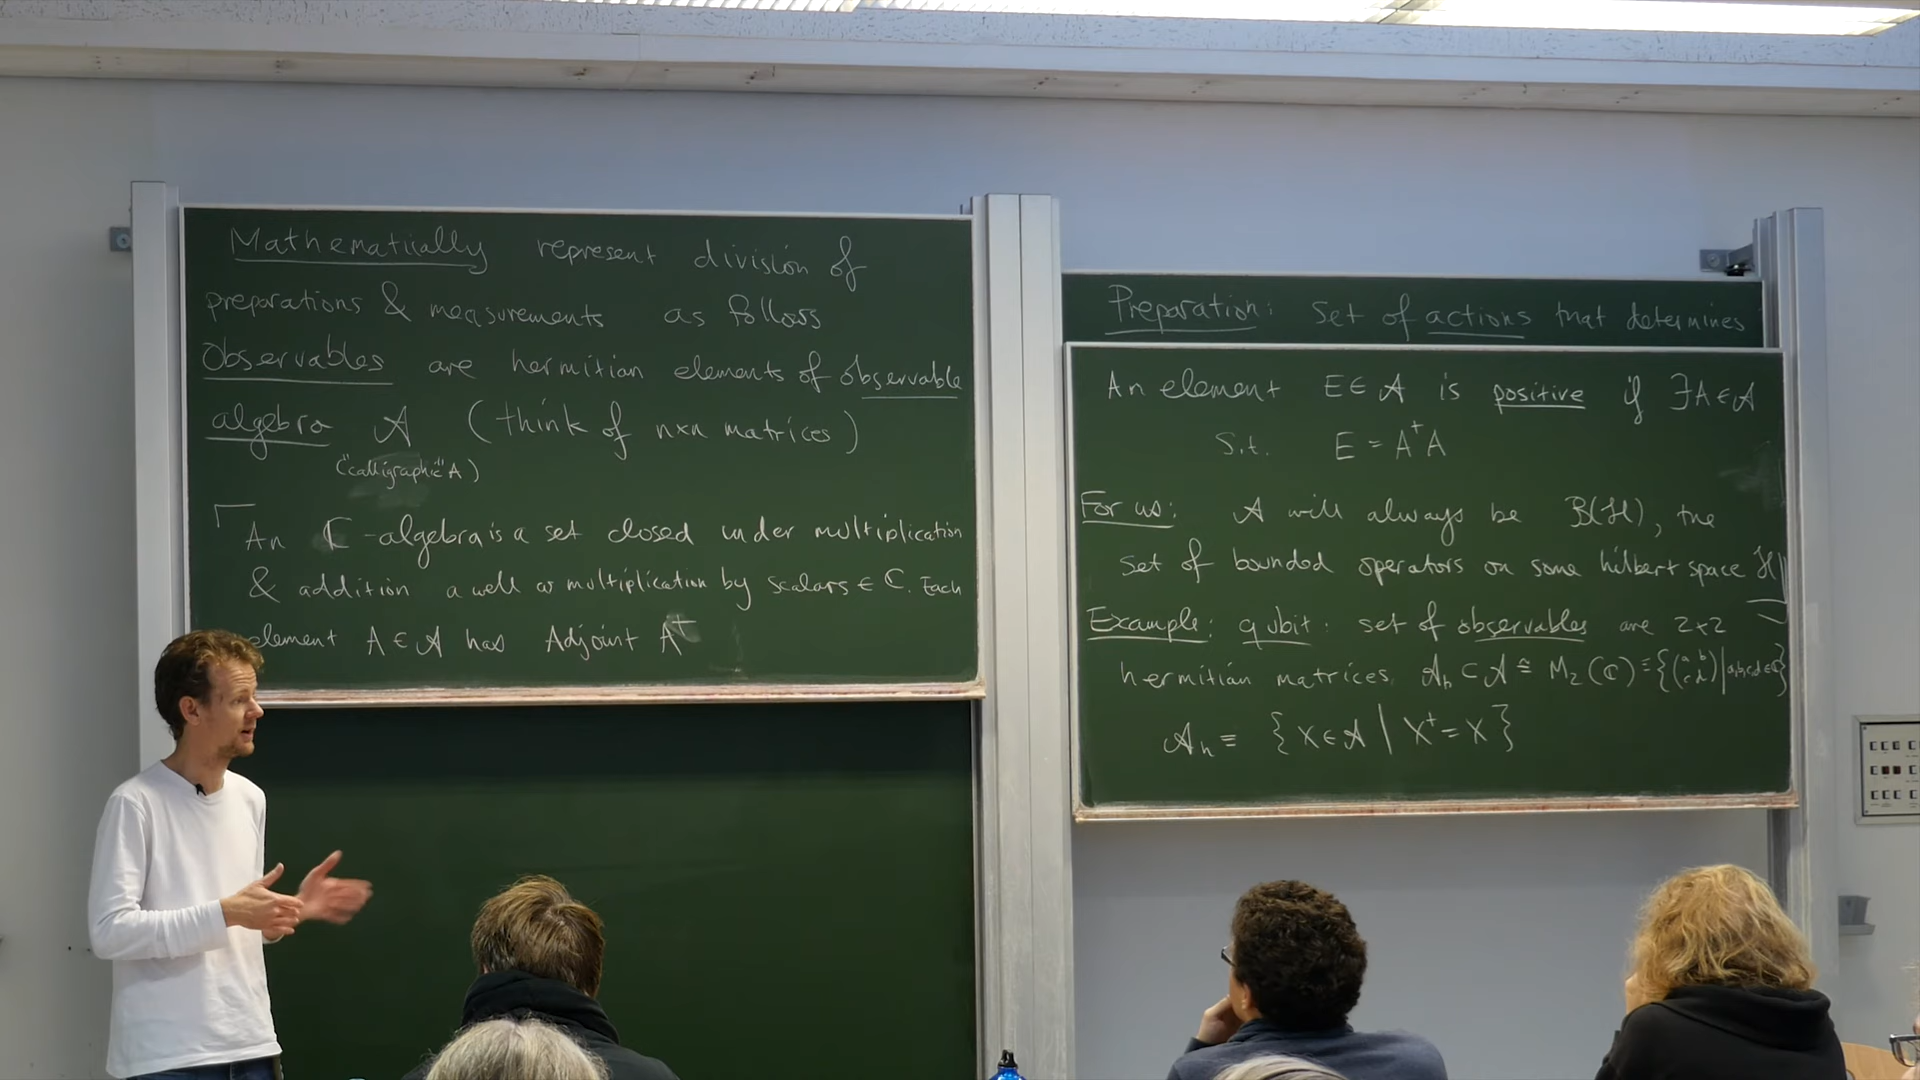 Mathematically represent division of
preparations & measurements as follows
Observables are hermitian elements of observable
algebra 𝒜 (think of n×n matrices)
("calligraphic" A)
An ℂ-algebra is a set closed under multiplication
& addition a well as multiplication by scalars ∈ ℂ. Each
element A ∈ 𝒜 has Adjoint A†
Preparation: Set of actions that determines
An element E ∈ 𝒜 is positive if ∃A ∈ 𝒜
S.t. E = A†A
For us: 𝒜 will always be ℬ(ℋ), the
set of bounded operators on some hilbert space ℋ
Example: qubit: set of observables are 2×2
hermitian matrices, 𝒜ₕ ⊂ 𝒜 ≅ M₂(ℂ) ≡ {(a b c d) | a,b,c,d ∈ ℂ}
𝒜ₕ ≡ {X ∈ 𝒜 | X† = X}